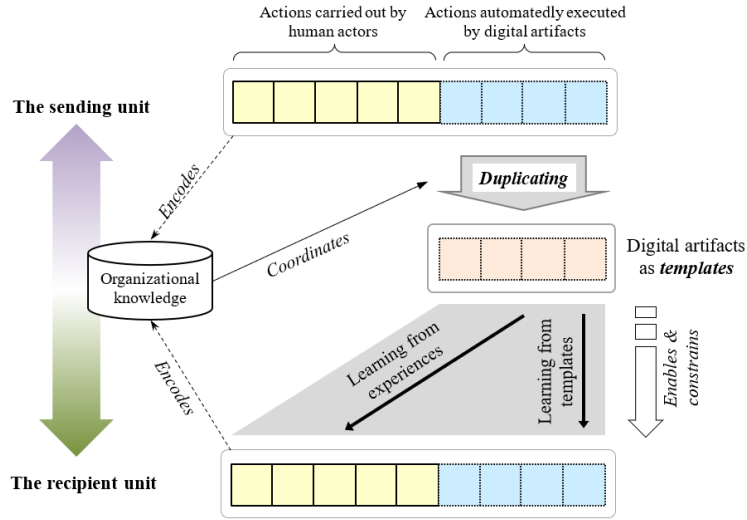 Actions carried out by
human actors
Actions automatedly executed
by digital artifacts
The sending unit
Encodes
Duplicating
Coordinates
Organizational
knowledge
Digital artifacts
as templates
Learning from
experiences
Learning from
templates
Enables &
constrains
Encodes
The recipient unit